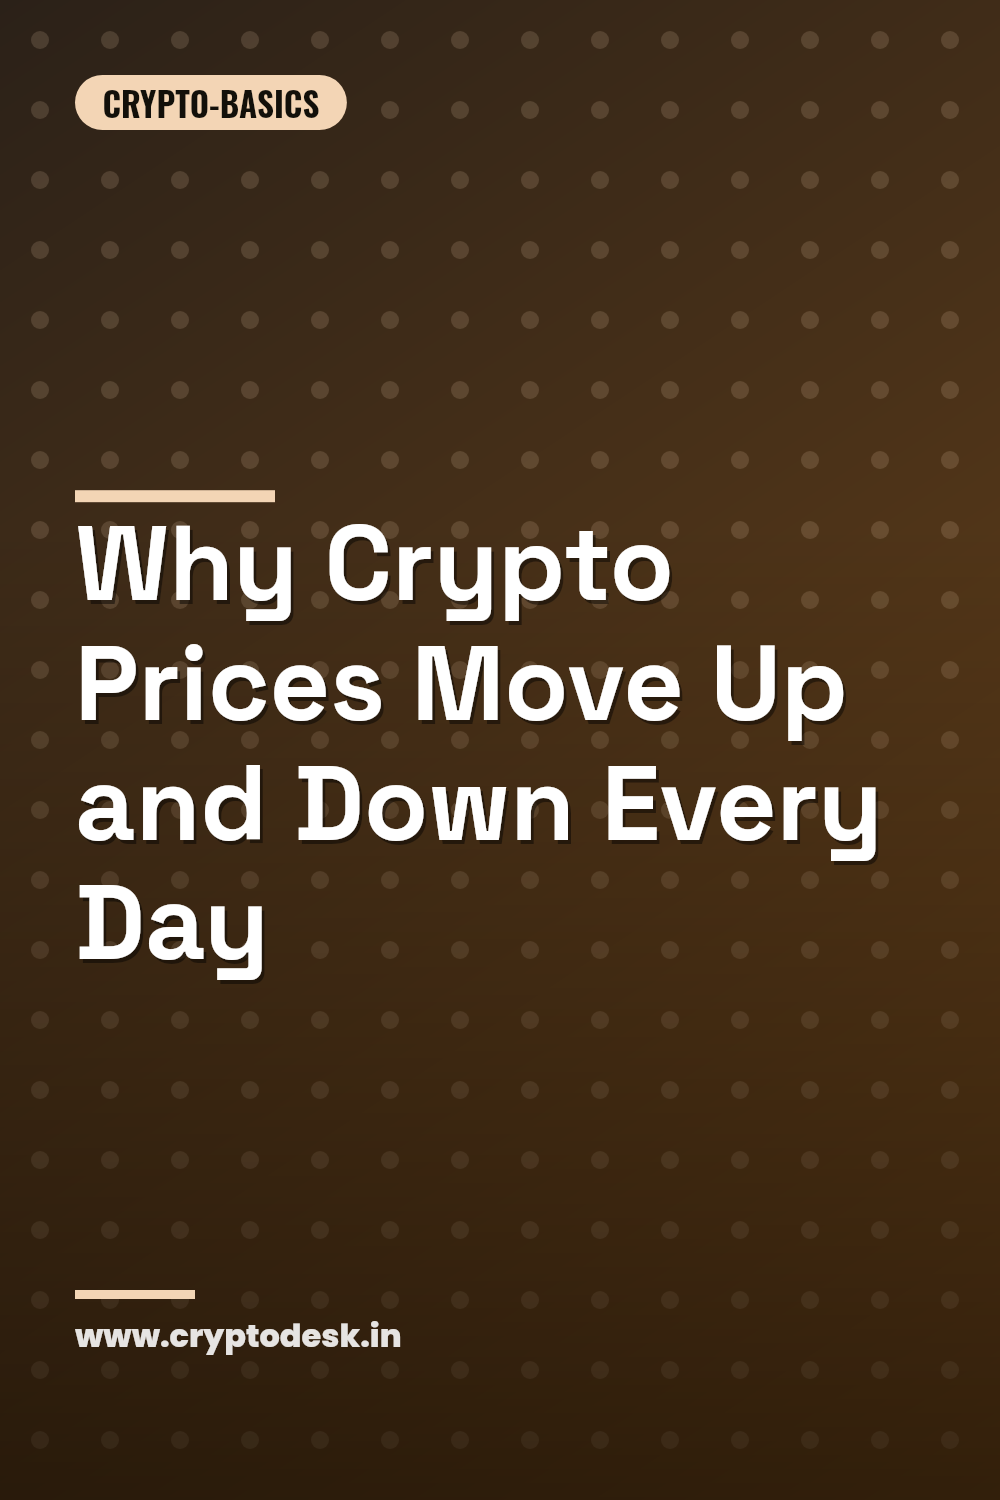 CRYPTO-BASICS
Why Crypto
Prices Move Up
and Down Every
Day
www.cryptodesk.in